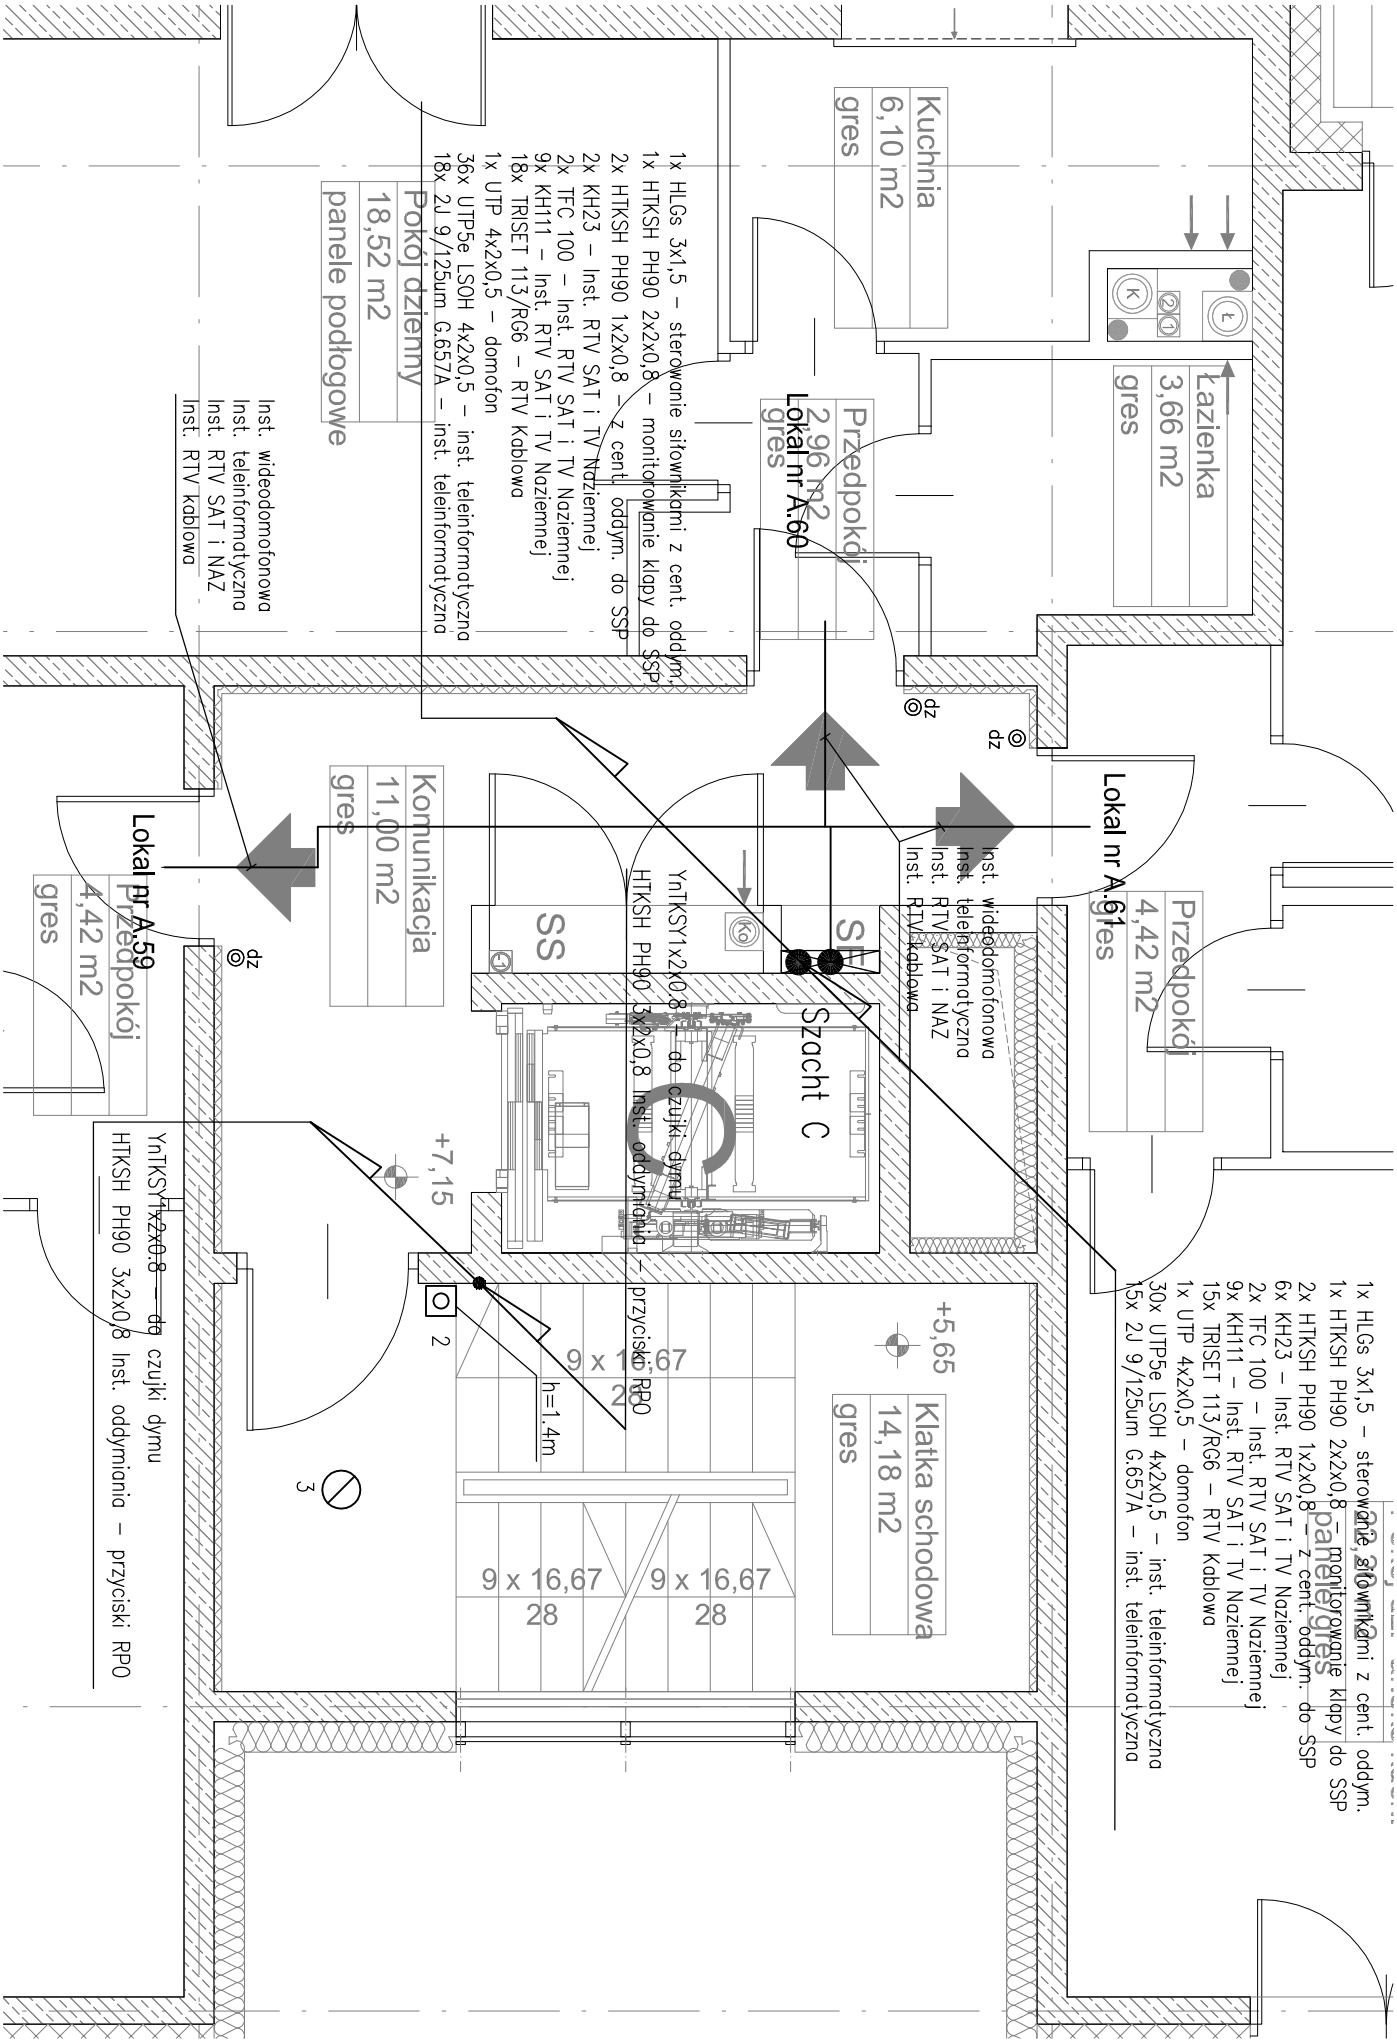 Kuchnia
6,10 m2
gres
Łazienka
3,66 m2
gres
Ł
K
2
1
Przedpokój
2,96 m2
gres
Lokal nr A.60
1x HLGs 3x1,5 – sterowanie siłownikami z cent. oddym.
1x HTKSH PH90 2x2x0,8 – monitorowanie klapy do SSP
2x HTKSH PH90 1x2x0,8 – z cent. oddym. do SSP
2x KH23 – Inst. RTV SAT i TV Naziemnej
2x TFC 100 – Inst. RTV SAT i TV Naziemnej
9x KH111 – Inst. RTV SAT i TV Naziemnej
18x TRISET 113/RG6 – RTV Kablowa
1x UTP 4x2x0,5 – domofon
36x UTP5e LSOH 4x2x0,5 – inst. teleinformatyczna
18x 2J 9/125um G.657A – inst. teleinformatyczna
Pokój dzienny
18,52 m2
panele podłogowe
Inst. wideodomofonowa
Inst. teleinformatyczna
Inst. RTV SAT i NAZ
Inst. RTV kablowa
dz
dz
Lokal nr A.61
Przedpokój
4,42 m2
gres
Inst. wideodomofonowa
Inst. teleinformatyczna
Inst. RTV SAT i NAZ
Inst. RTV kablowa
Komunikacja
11,00 m2
gres
Lokal nr A.59
Przedpokój
4,42 m2
gres
dz
SE
SS
Ko
Szacht C
C
YnTKSY1x2x0.8 – do czujki dymu
HTKSH PH90 3x2x0,8 Inst. oddymiania – przyciski RPO
+7,15
YnTKSY1x2x0.8 – do czujki dymu
HTKSH PH90 3x2x0,8 Inst. oddymiania – przyciski RPO
2
h=1.4m
3
+5,65
Klatka schodowa
14,18 m2
gres
9 x 16,67
28
9 x 16,67
28
9 x 16,67
28
1x HLGs 3x1,5 – sterowanie siłownikami z cent. oddym.
1x HTKSH PH90 2x2x0,8 – monitorowanie klapy do SSP
2x HTKSH PH90 1x2x0,8 – z cent. oddym. do SSP
6x KH23 – Inst. RTV SAT i TV Naziemnej
2x TFC 100 – Inst. RTV SAT i TV Naziemnej
9x KH111 – Inst. RTV SAT i TV Naziemnej
15x TRISET 113/RG6 – RTV Kablowa
1x UTP 4x2x0,5 – domofon
30x UTP5e LSOH 4x2x0,5 – inst. teleinformatyczna
15x 2J 9/125um G.657A – inst. teleinformatyczna
panele/gres